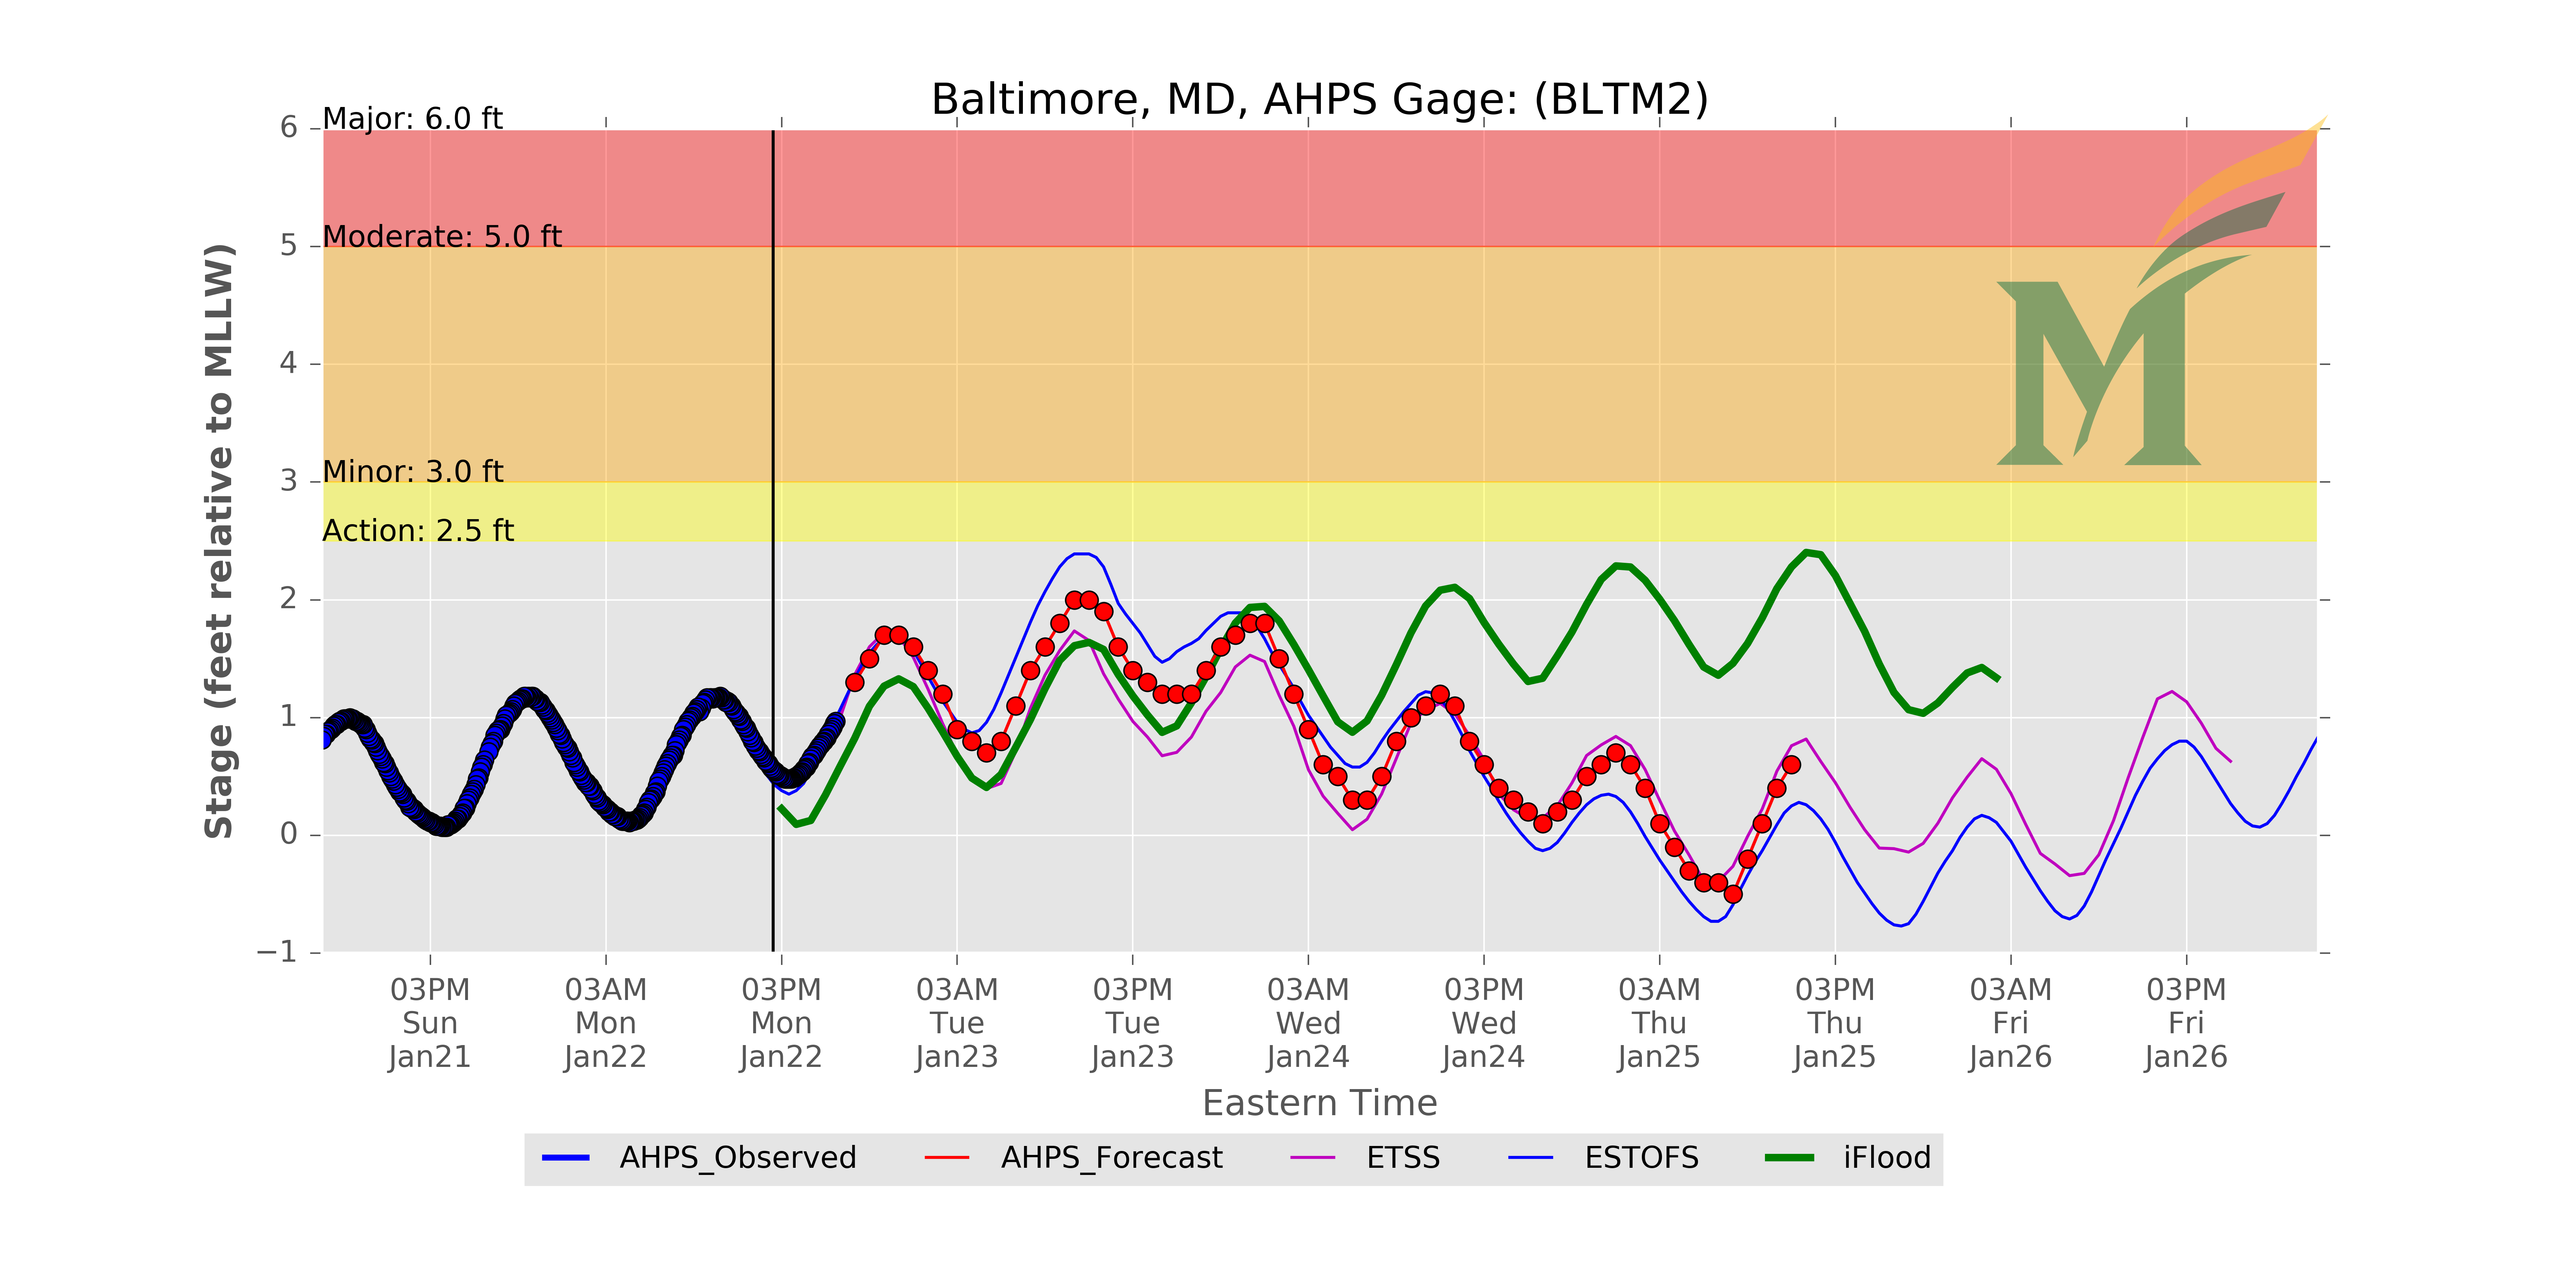 Baltimore, MD, AHPS Gage: (BLTM2)
Major: 6.0 ft
Moderate: 5.0 ft
Minor: 3.0 ft
Action: 2.5 ft
Stage (feet relative to MLLW)
6
5
4
3
2
1
0
−1
03PM Sun Jan21
03AM Mon Jan22
03PM Mon Jan22
03AM Tue Jan23
03PM Tue Jan23
03AM Wed Jan24
03PM Wed Jan24
03AM Thu Jan25
03PM Thu Jan25
03AM Fri Jan26
03PM Fri Jan26
Eastern Time
AHPS_Observed
AHPS_Forecast
ETSS
ESTOFS
iFlood
M